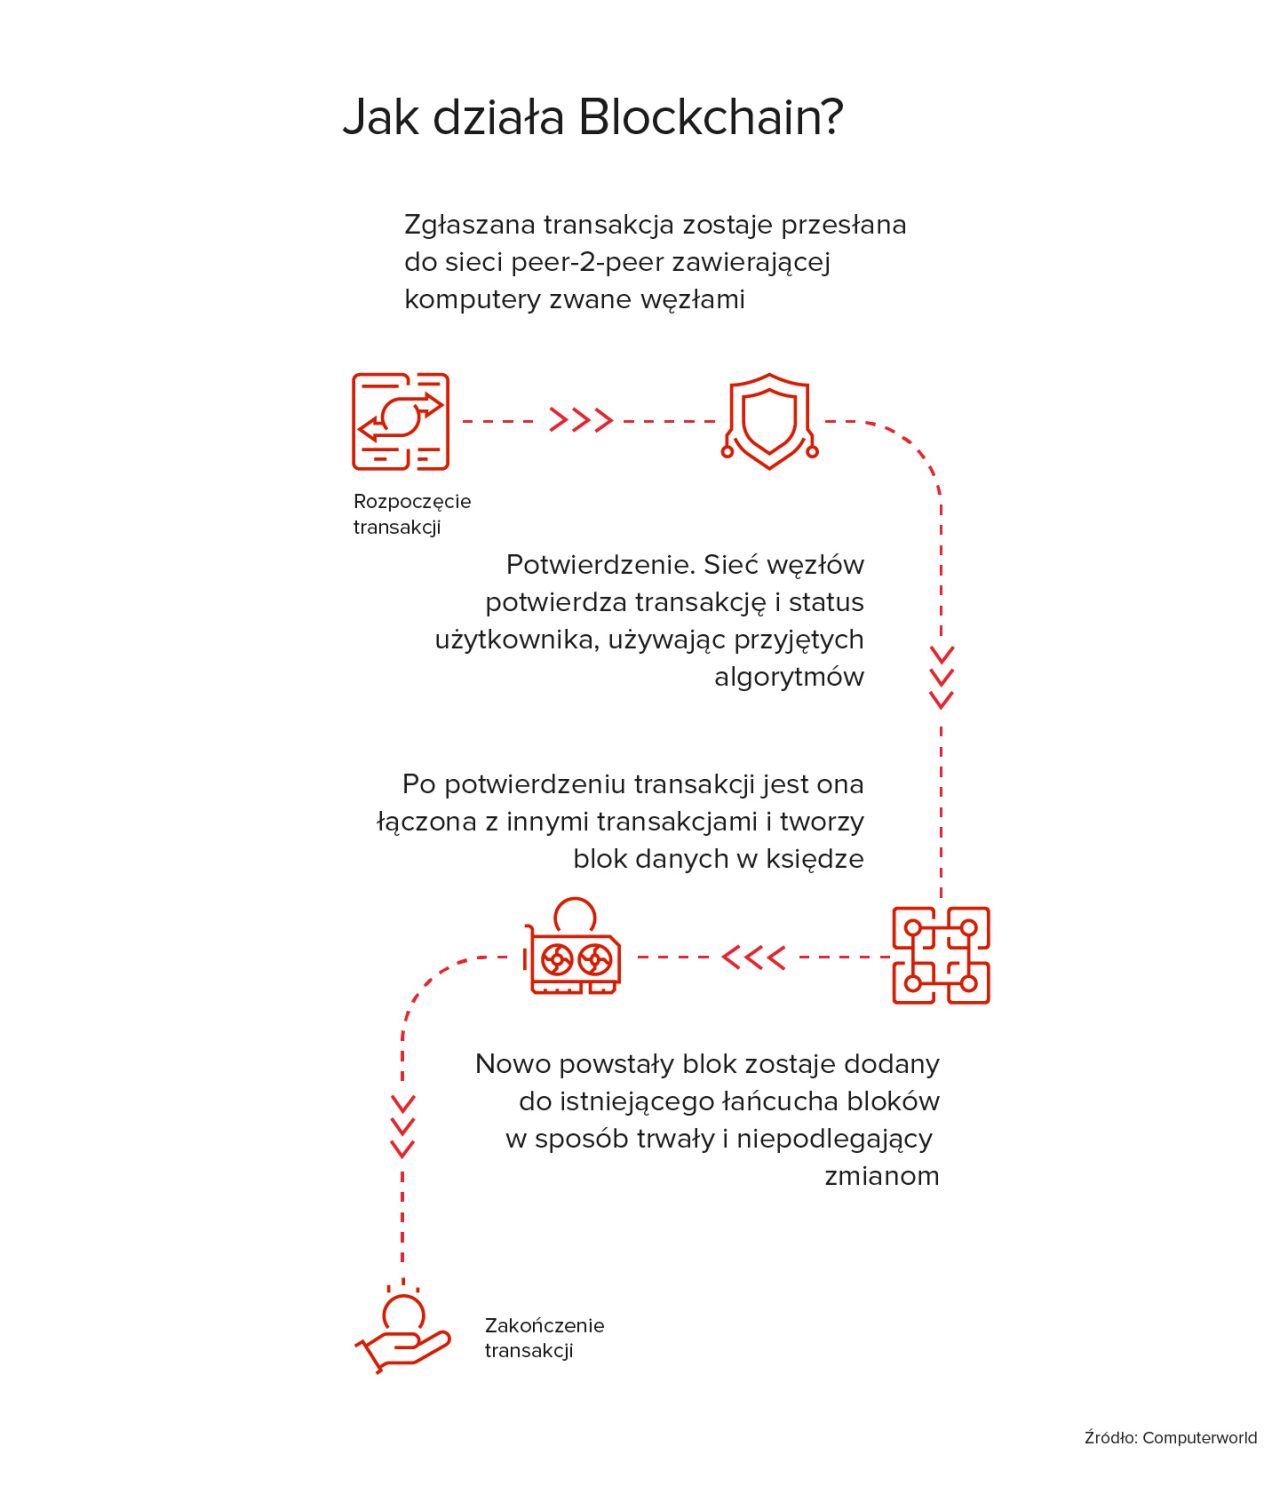 Jak działa Blockchain?
Zgłaszana transakcja zostaje przesłana
do sieci peer-2-peer zawierającej
komputery zwane węzłami
Rozpoczęcie
transakcji
Potwierdzenie. Sieć węzłów
potwierdza transakcję i status
użytkownika, używając przyjętych
algorytmów
Po potwierdzeniu transakcji jest ona
łączona z innymi transakcjami i tworzy
blok danych w księdze
Nowo powstały blok zostaje dodany
do istniejącego łańcucha bloków
w sposób trwały i niepodlegający
zmianom
Zakończenie
transakcji
Źródło: Computerworld